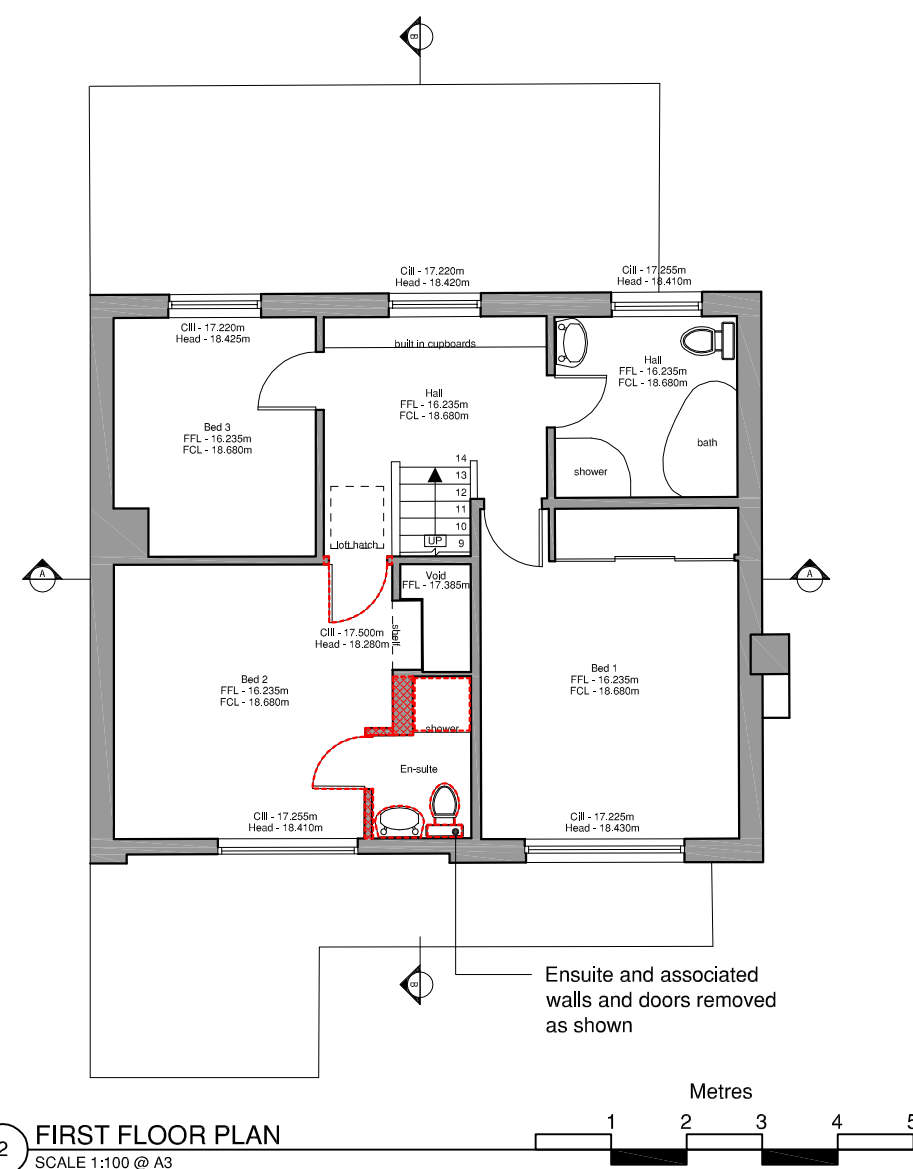 B
Cill - 17.220m
Head - 18.420m
Cill - 17.255m
Head - 18.410m
Cill - 17.220m
Head - 18.425m
built in cupboards
Hall
FFL - 16.235m
FCL - 18.680m
Hall
FFL - 16.235m
FCL - 18.680m
Bed 3
FFL - 16.235m
FCL - 18.680m
bath
shower
14
13
12
11
10
9
UP
loft hatch
A
A
Void
FFL - 17.385m
Cill - 17.500m
Head - 18.280m
shelf
Bed 2
FFL - 16.235m
FCL - 18.680m
Bed 1
FFL - 16.235m
FCL - 18.680m
shower
En-suite
Cill - 17.255m
Head - 18.410m
Cill - 17.225m
Head - 18.430m
B
Ensuite and associated
walls and doors removed
as shown
Metres
1 2 3 4 5
2
FIRST FLOOR PLAN
SCALE 1:100 @ A3